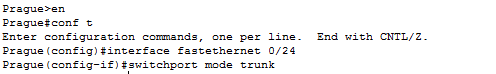 Prague>en
Prague#conf t
Enter configuration commands, one per line.  End with CNTL/Z.
Prague(config)#interface fastethernet 0/24
Prague(config-if)#switchport mode trunk